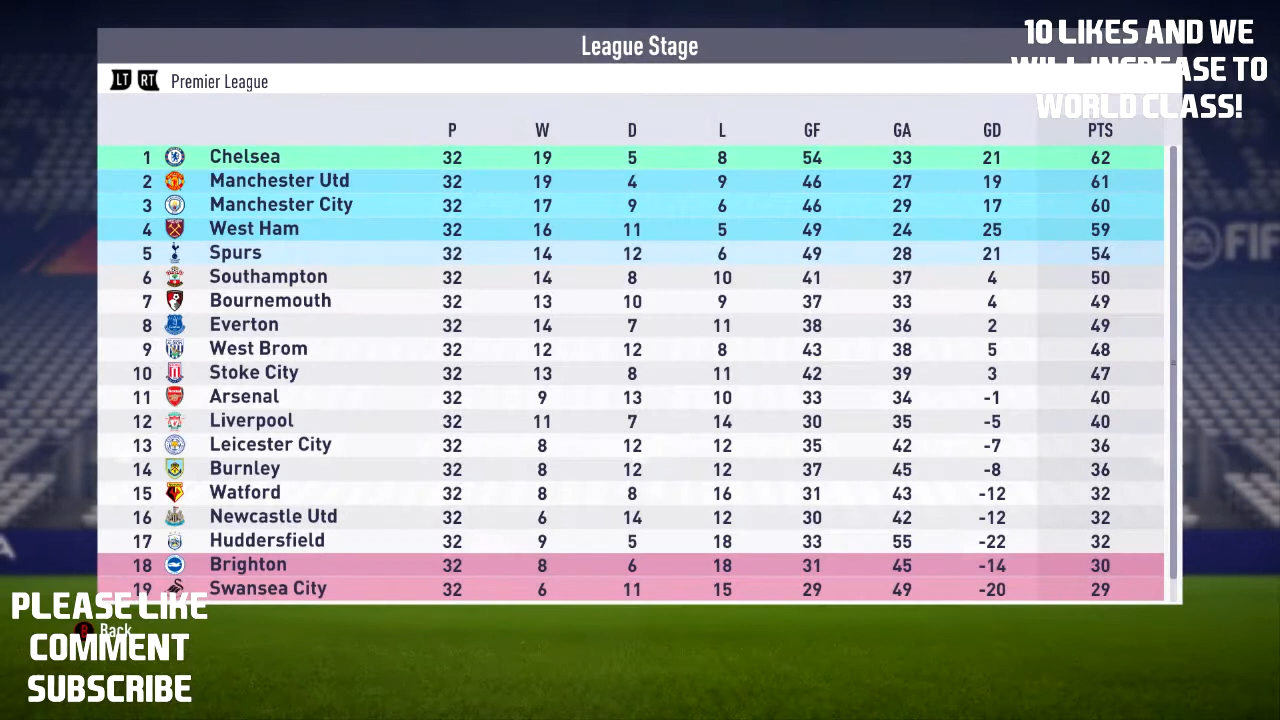 League Stage
10 LIKES AND WE
WILL INCREASE TO
WORLD CLASS!
LT RT Premier League
P W D L GF GA GD PTS
1 Chelsea 32 19 5 8 54 33 21 62
2 Manchester Utd 32 19 4 9 46 27 19 61
3 Manchester City 32 17 9 6 46 29 17 60
4 West Ham 32 16 11 5 49 24 25 59
5 Spurs 32 14 12 6 49 28 21 54
6 Southampton 32 14 8 10 41 37 4 50
7 Bournemouth 32 13 10 9 37 33 4 49
8 Everton 32 14 7 11 38 36 2 49
9 West Brom 32 12 12 8 43 38 5 48
10 Stoke City 32 13 8 11 42 39 3 47
11 Arsenal 32 9 13 10 33 34 -1 40
12 Liverpool 32 11 7 14 30 35 -5 40
13 Leicester City 32 8 12 12 35 42 -7 36
14 Burnley 32 8 12 12 37 45 -8 36
15 Watford 32 8 8 16 31 43 -12 32
16 Newcastle Utd 32 6 14 12 30 42 -12 32
17 Huddersfield 32 9 5 18 33 55 -22 32
18 Brighton 32 8 6 18 31 45 -14 30
19 Swansea City 32 6 11 15 29 49 -20 29
EA FIF
PLEASE LIKE
B Back
COMMENT
SUBSCRIBE